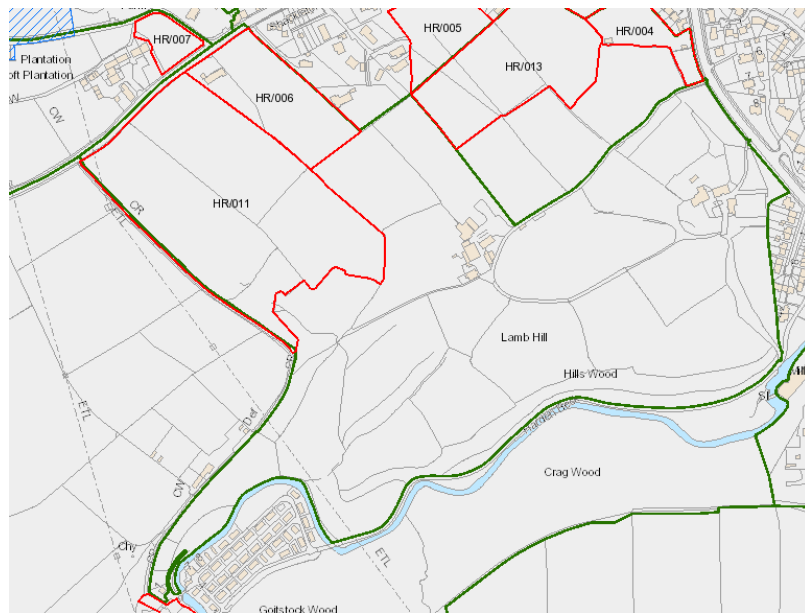 HR/007
HR/005
HR/004
Plantation
oft Plantation
HR/013
HR/006
CW
CW
HR/011
CR
ETL
Lamb Hill
Hills Wood
ETL
Def
Crag Wood
CW
Chy
ETL
Goitstock Wood